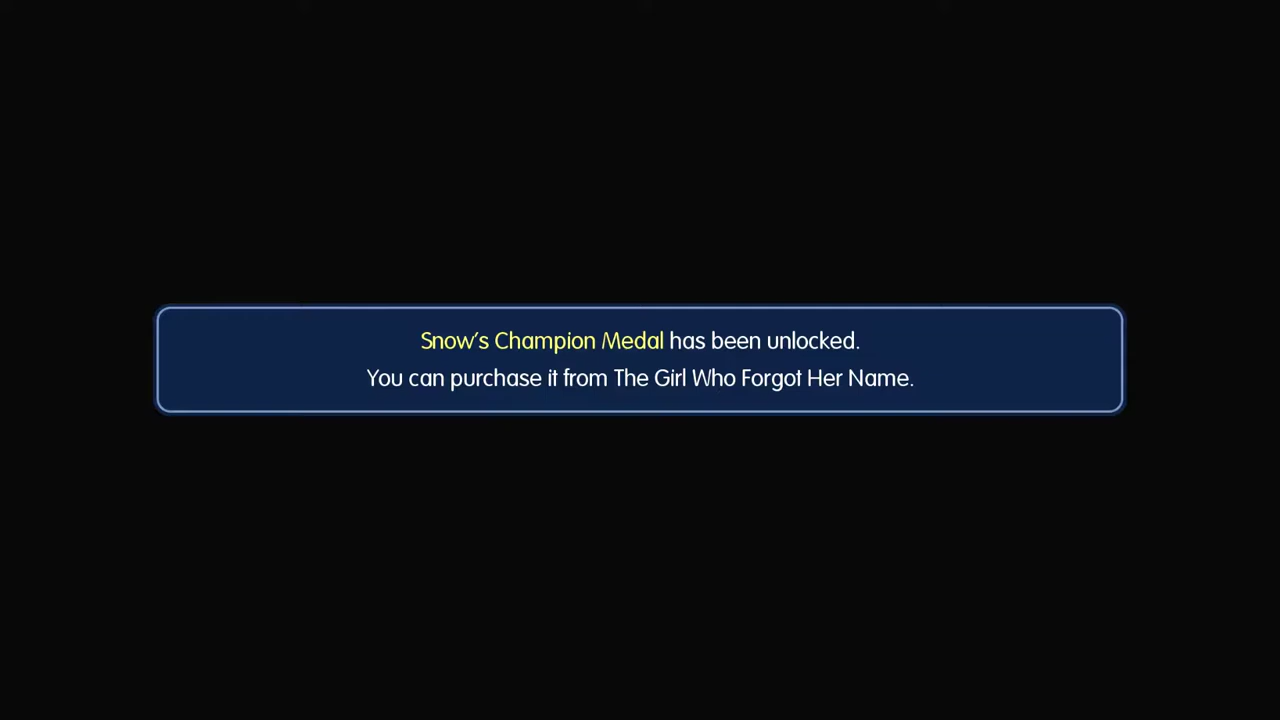 Snow's Champion Medal has been unlocked.
You can purchase it from The Girl Who Forgot Her Name.